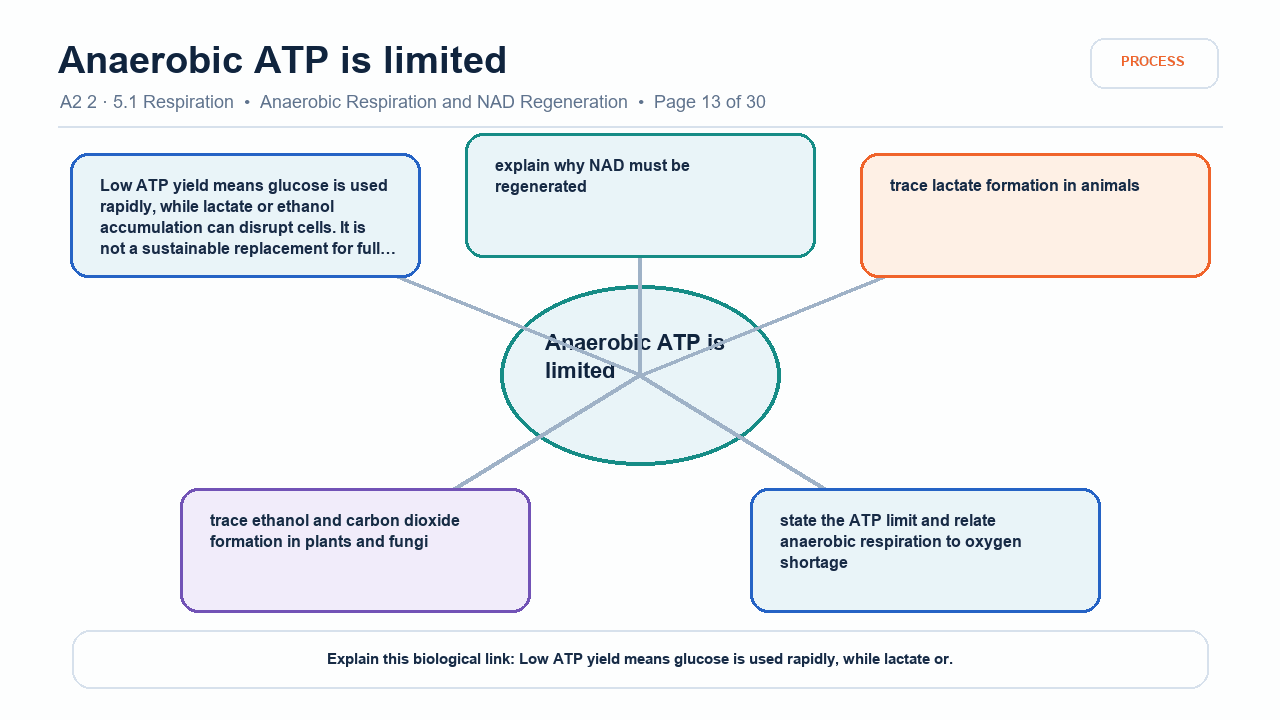 Anaerobic ATP is limited
PROCESS
A2 2 · 5.1 Respiration • Anaerobic Respiration and NAD Regeneration • Page 13 of 30
Low ATP yield means glucose is used
rapidly, while lactate or ethanol
accumulation can disrupt cells. It is
not a sustainable replacement for full…
explain why NAD must be
regenerated
trace lactate formation in animals
Anaerobic ATP is
limited
trace ethanol and carbon dioxide
formation in plants and fungi
state the ATP limit and relate
anaerobic respiration to oxygen
shortage
Explain this biological link: Low ATP yield means glucose is used rapidly, while lactate or.